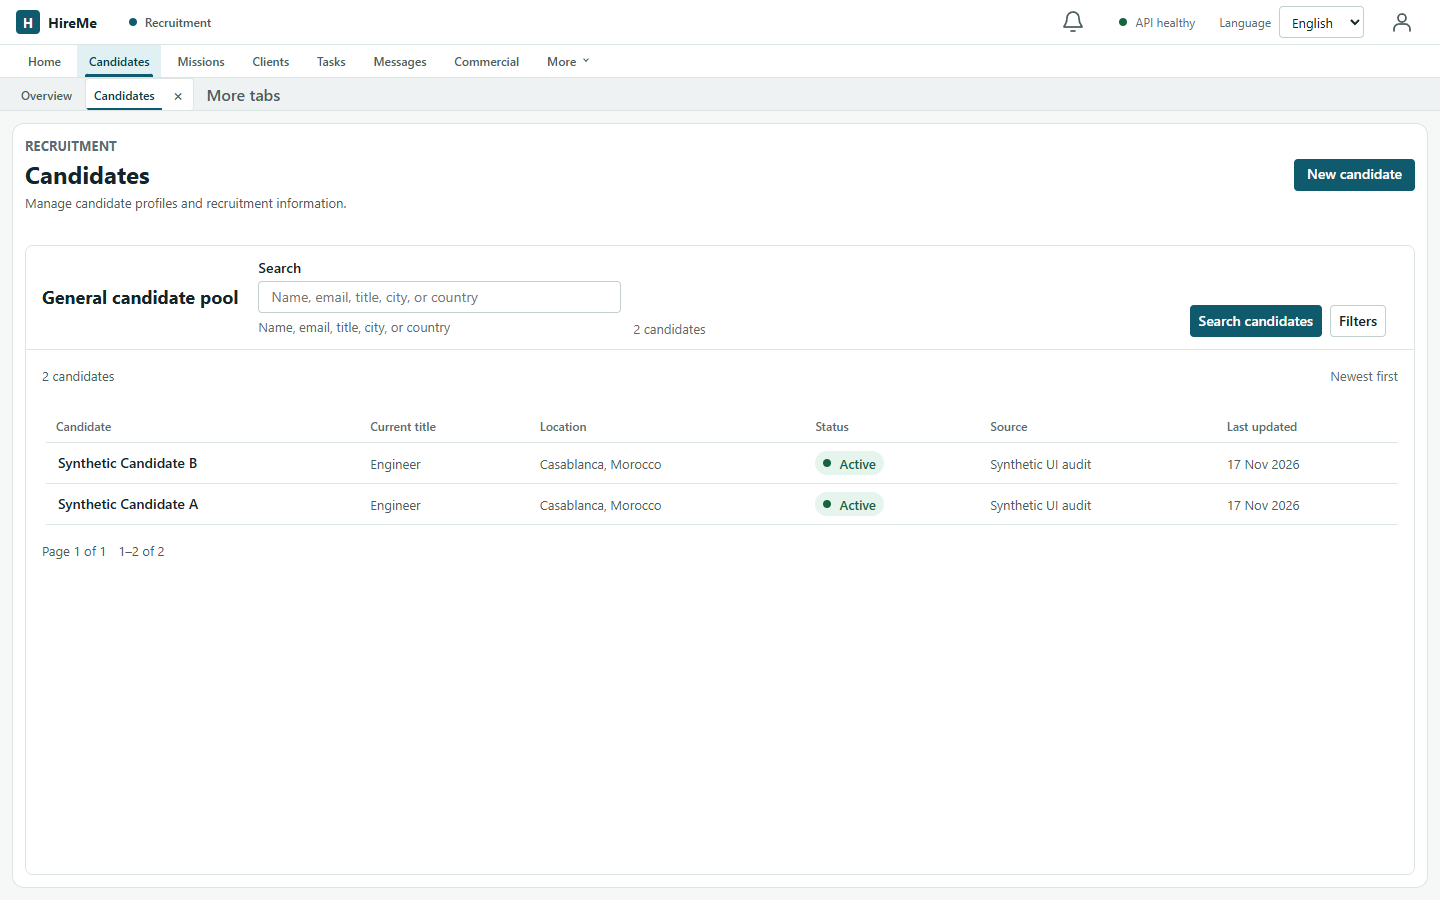 H HireMe Recruitment API healthy Language English
Home Candidates Missions Clients Tasks Messages Commercial More
Overview Candidates × More tabs
RECRUITMENT
Candidates
New candidate
Manage candidate profiles and recruitment information.
Search
General candidate pool
Name, email, title, city, or country
Name, email, title, city, or country
2 candidates
Search candidates Filters
2 candidates Newest first
Candidate Current title Location Status Source Last updated
Synthetic Candidate B Engineer Casablanca, Morocco Active Synthetic UI audit 17 Nov 2026
Synthetic Candidate A Engineer Casablanca, Morocco Active Synthetic UI audit 17 Nov 2026
Page 1 of 1 1–2 of 2